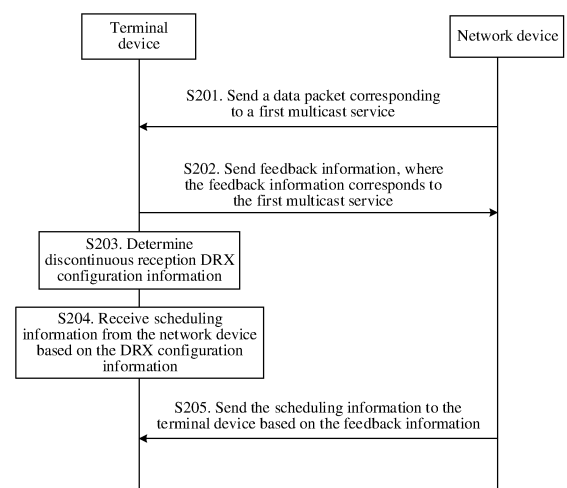 Terminal
device
Network device
S201. Send a data packet corresponding
to a first multicast service
S202. Send feedback information, where
the feedback information corresponds to
the first multicast service
S203. Determine
discontinuous reception DRX
configuration information
S204. Receive scheduling
information from the network device
based on the DRX configuration
information
S205. Send the scheduling information to the
terminal device based on the feedback information